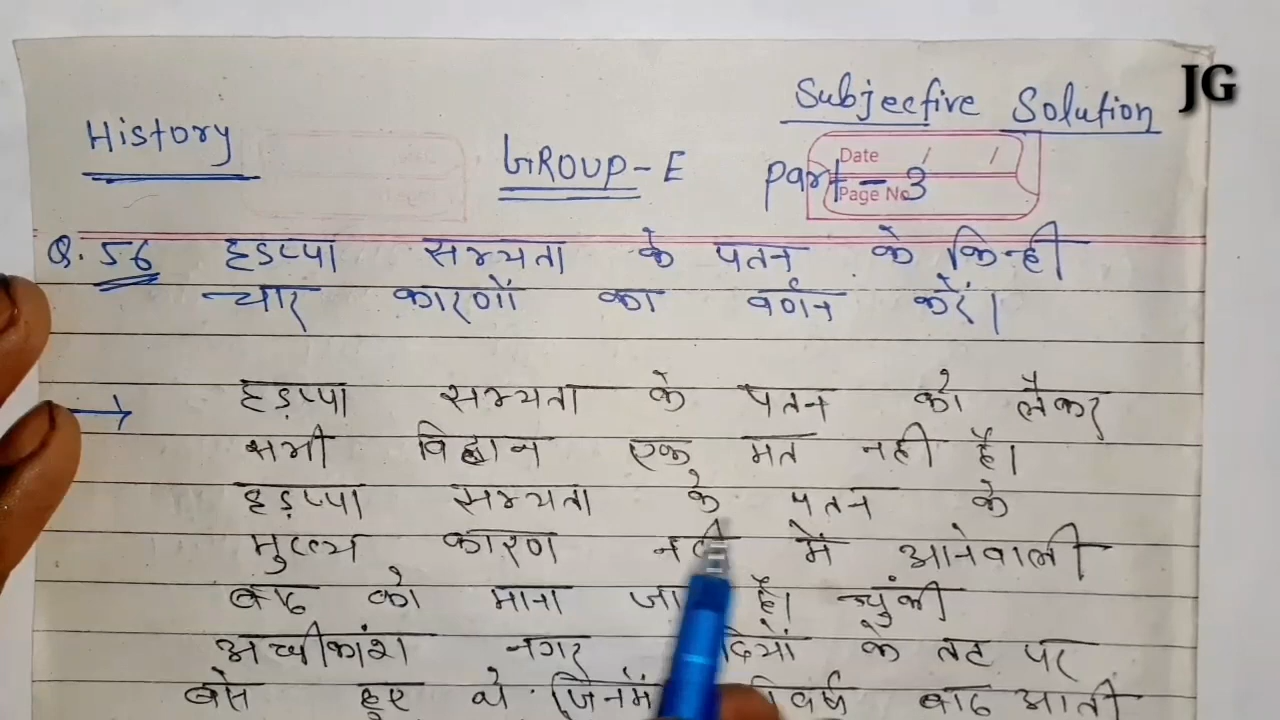 JG
Subjective Solution
History
GROUP-E
part-3
Date / /
Page No
Q. 56 हडप्पा सभ्यता के पतन के किन्ही
चार कारणों का वर्णन करें।
हड़प्पा सभ्यता के पतन को लेकर
सभी विद्वान एक मत नही है।
हड़प्पा सभ्यता के पतन के
मुख्य कारण नदी में आनेवाली
बाढ को माना जा है। च्युंकी
अधीकांश नगर के तट पर
बसे हुए थे जिनमें बाढ आती